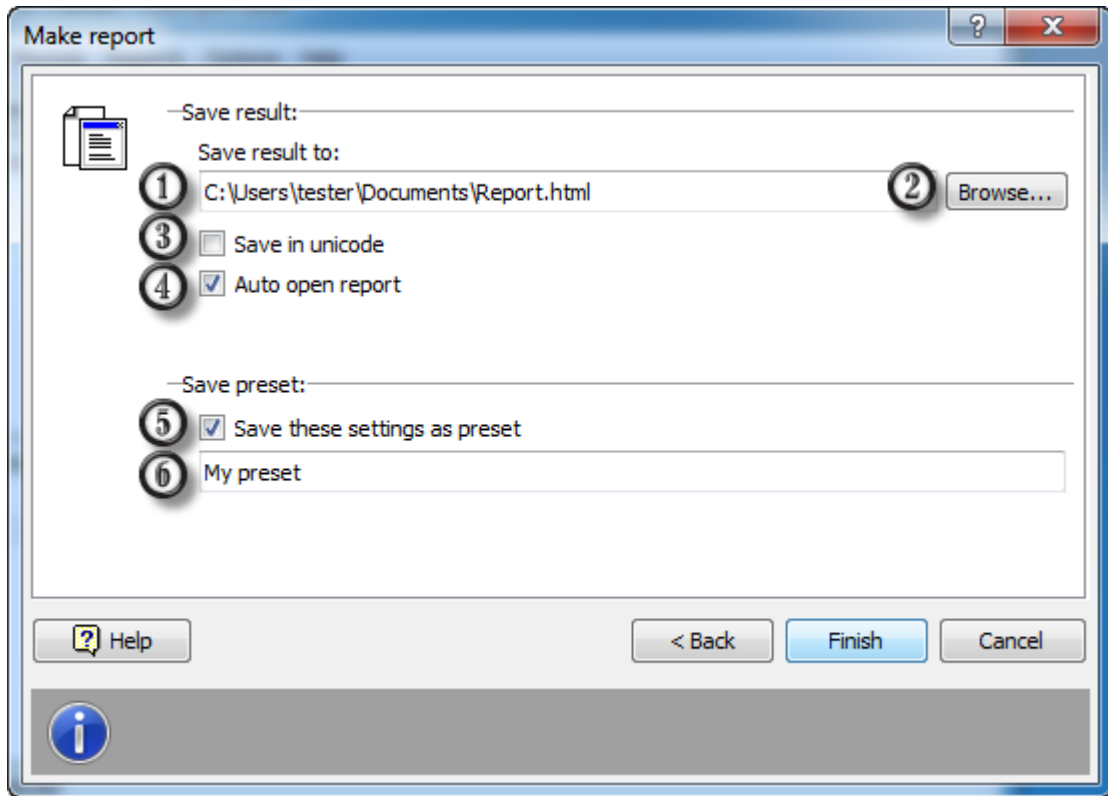 Make report
Save result:
Save result to:
1 C:\Users\tester\Documents\Report.html 2 Browse...
3 Save in unicode
4 Auto open report
Save preset:
5 Save these settings as preset
6 My preset
Help < Back Finish Cancel